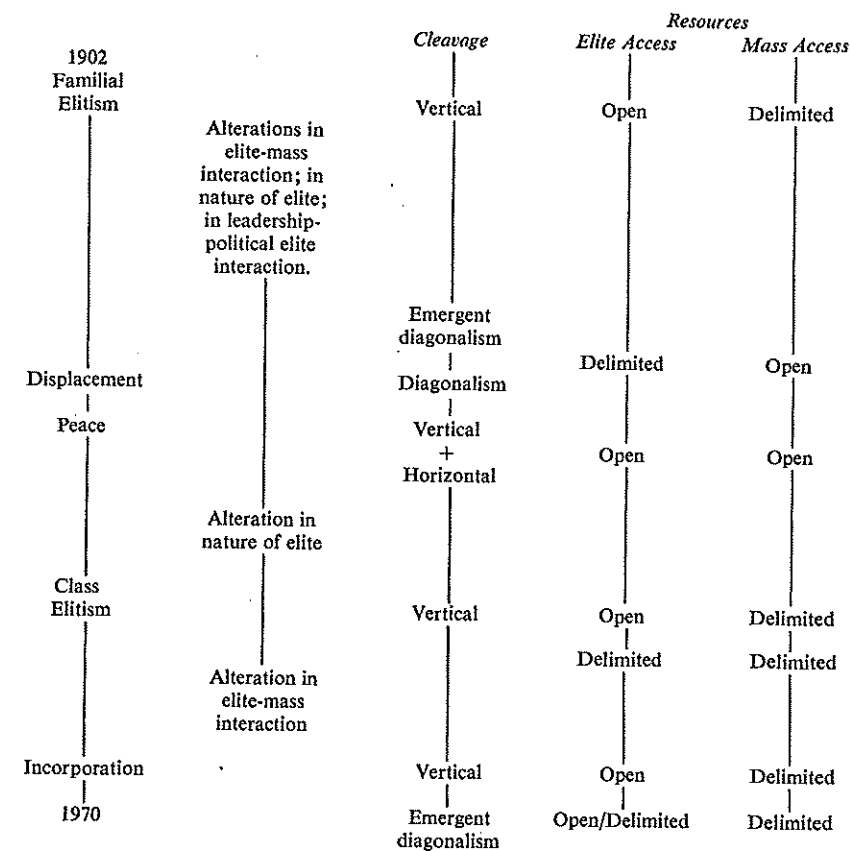 Resources
Cleavage Elite Access Mass Access
1902
Familial
Elitism
Vertical Open Delimited
Alterations in
elite-mass
interaction; in
nature of elite;
in leadership-
political elite
interaction.
Emergent
diagonalism
Delimited Open
Displacement
Diagonalism
Peace
Vertical
+
Horizontal
Open Open
Alteration in
nature of elite
Class
Elitism
Vertical Open Delimited
Delimited Delimited
Alteration in
elite-mass
interaction
Incorporation
Vertical Open Delimited
1970
Emergent
diagonalism
Open/Delimited Delimited